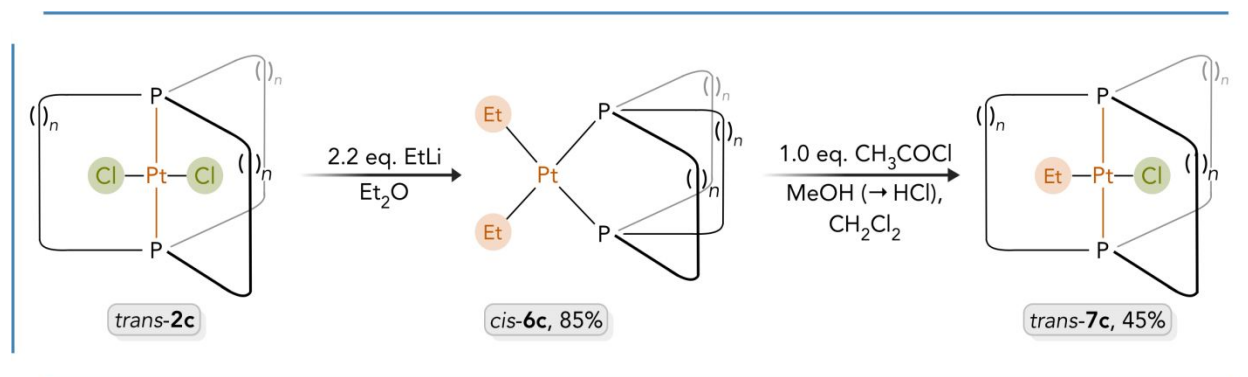 P
( )n
( )n
( )n
Cl
Pt
Cl
P
trans-2c
2.2 eq. EtLi
Et₂O
Et
P
( )n
( )n
Pt
( )n
Et
P
cis-6c, 85%
1.0 eq. CH₃COCl
MeOH (→ HCl),
CH₂Cl₂
P
( )n
( )n
( )n
Et
Pt
Cl
P
trans-7c, 45%